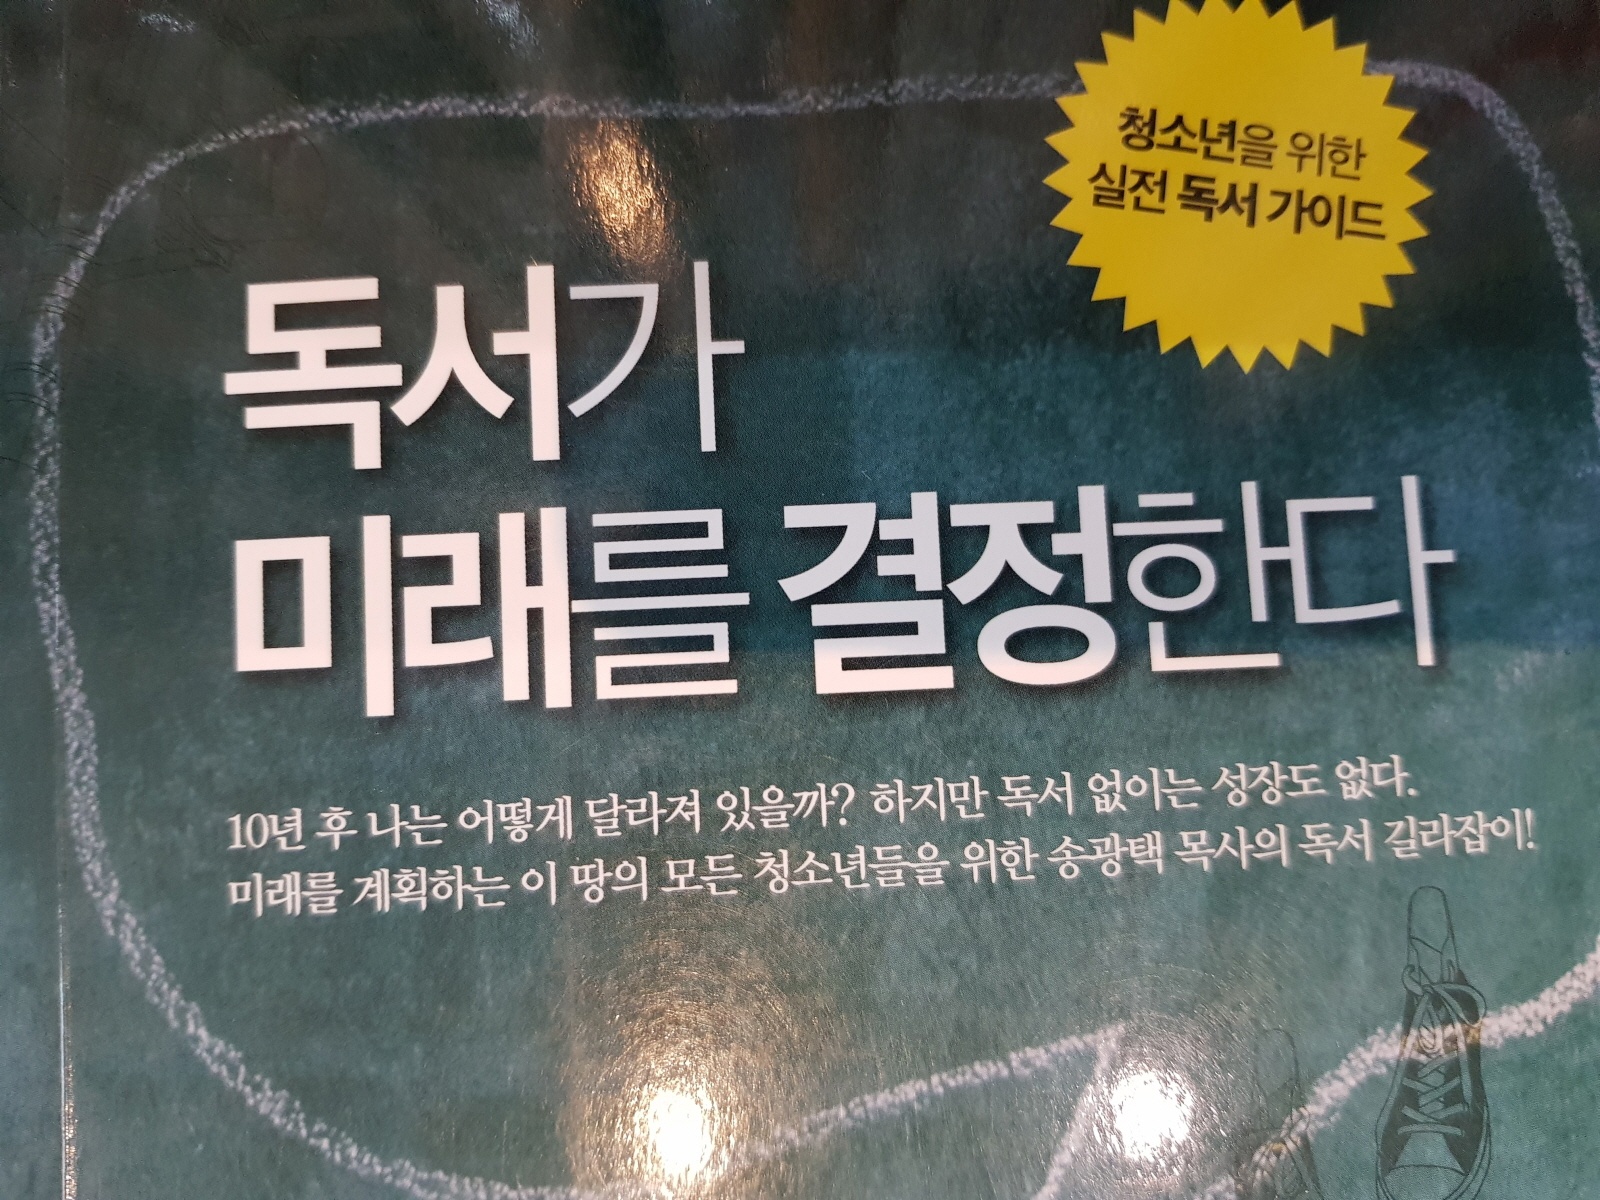 청소년을 위한
실전 독서 가이드
독서가
미래를 결정한다
10년 후 나는 어떻게 달라져 있을까? 하지만 독서 없이는 성장도 없다.
미래를 계획하는 이 땅의 모든 청소년들을 위한 송광택 목사의 독서 길라잡이!